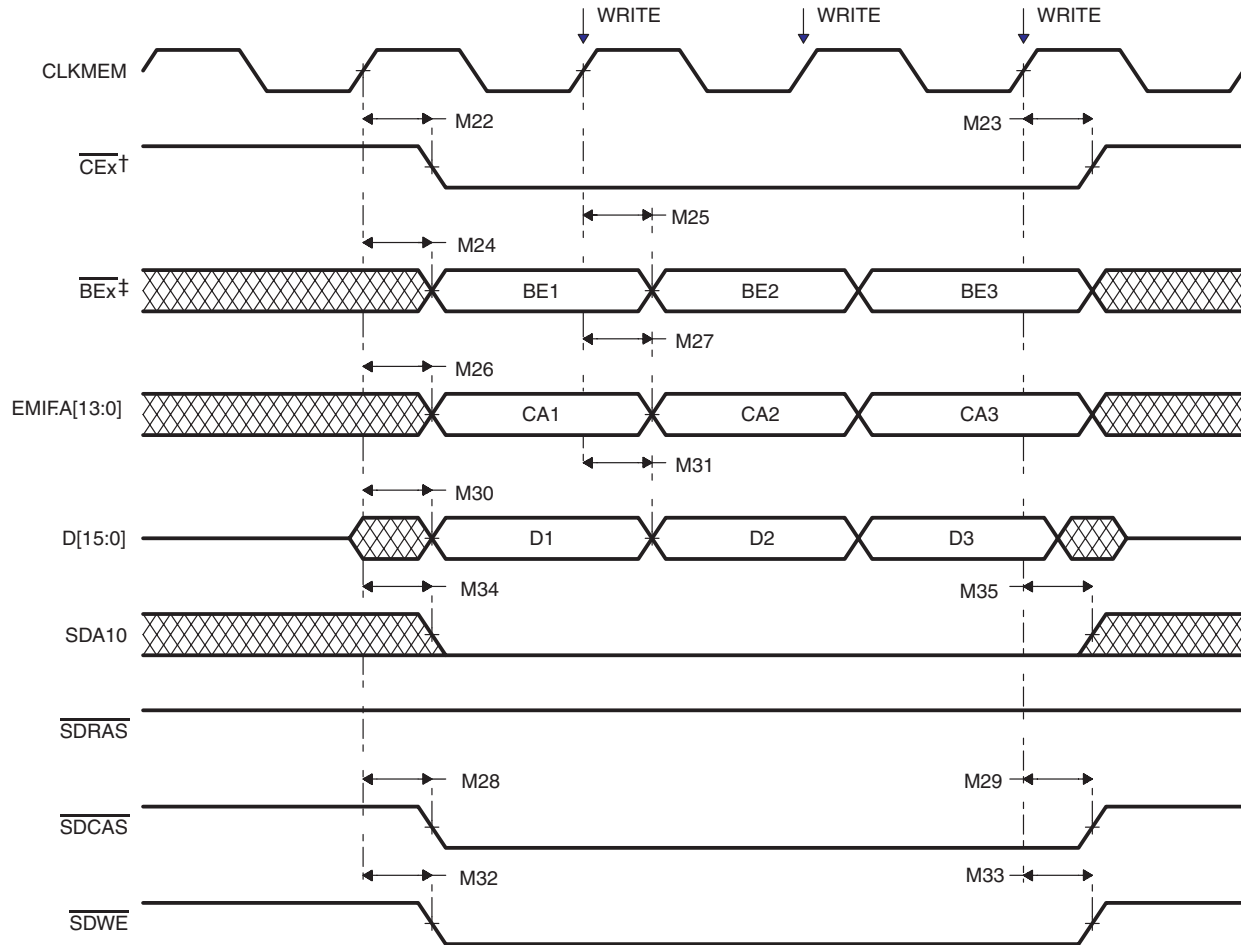 WRITE WRITE WRITE
CLKMEM
M22 M23
CEx†
M25
M24
BEx‡ BE1 BE2 BE3
M27
M26
EMIF.A[13:0] CA1 CA2 CA3
M31
M30
D[15:0] D1 D2 D3
M34 M35
SDA10
SDRAS
M28 M29
SDCAS
M32 M33
SDWE